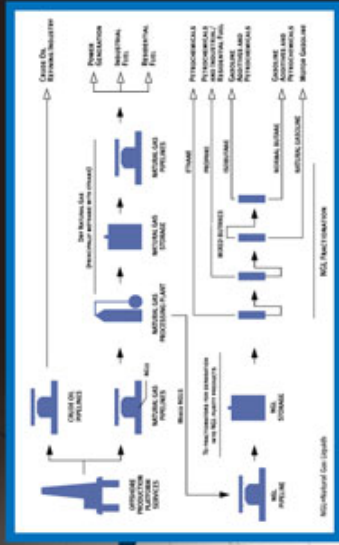 CRUDE OIL
REFINING INDUSTRY
POWER
GENERATION
INDUSTRIAL
FUEL
RESIDENTIAL
FUEL
CRUDE OIL
PIPELINES
OFFSHORE
PRODUCTION
PLATFORM
SERVICES
NATURAL GAS
PIPELINES
NGLS
NATURAL GAS
PROCESSING PLANT
DRY NATURAL GAS
(PRINCIPALLY METHANE WITH ETHANE)
NATURAL GAS
STORAGE
NATURAL GAS
PIPELINES
MIXED NGLS
NGL
PIPELINE
NGL
STORAGE
TO FRACTIONATORS FOR SEPARATION
INTO NGL PURITY PRODUCTS
ETHANE
PROPANE
MIXED BUTANES
ISOBUTANE
NORMAL BUTANE
NATURAL GASOLINE
PETROCHEMICALS
PETROCHEMICALS
AND INDUSTRIAL/
RESIDENTIAL FUEL
GASOLINE
ADDITIVES AND
PETROCHEMICALS
GASOLINE
ADDITIVES AND
PETROCHEMICALS
MOTOR GASOLINE
NGL FRACTIONATION
NGLs=Natural Gas Liquids